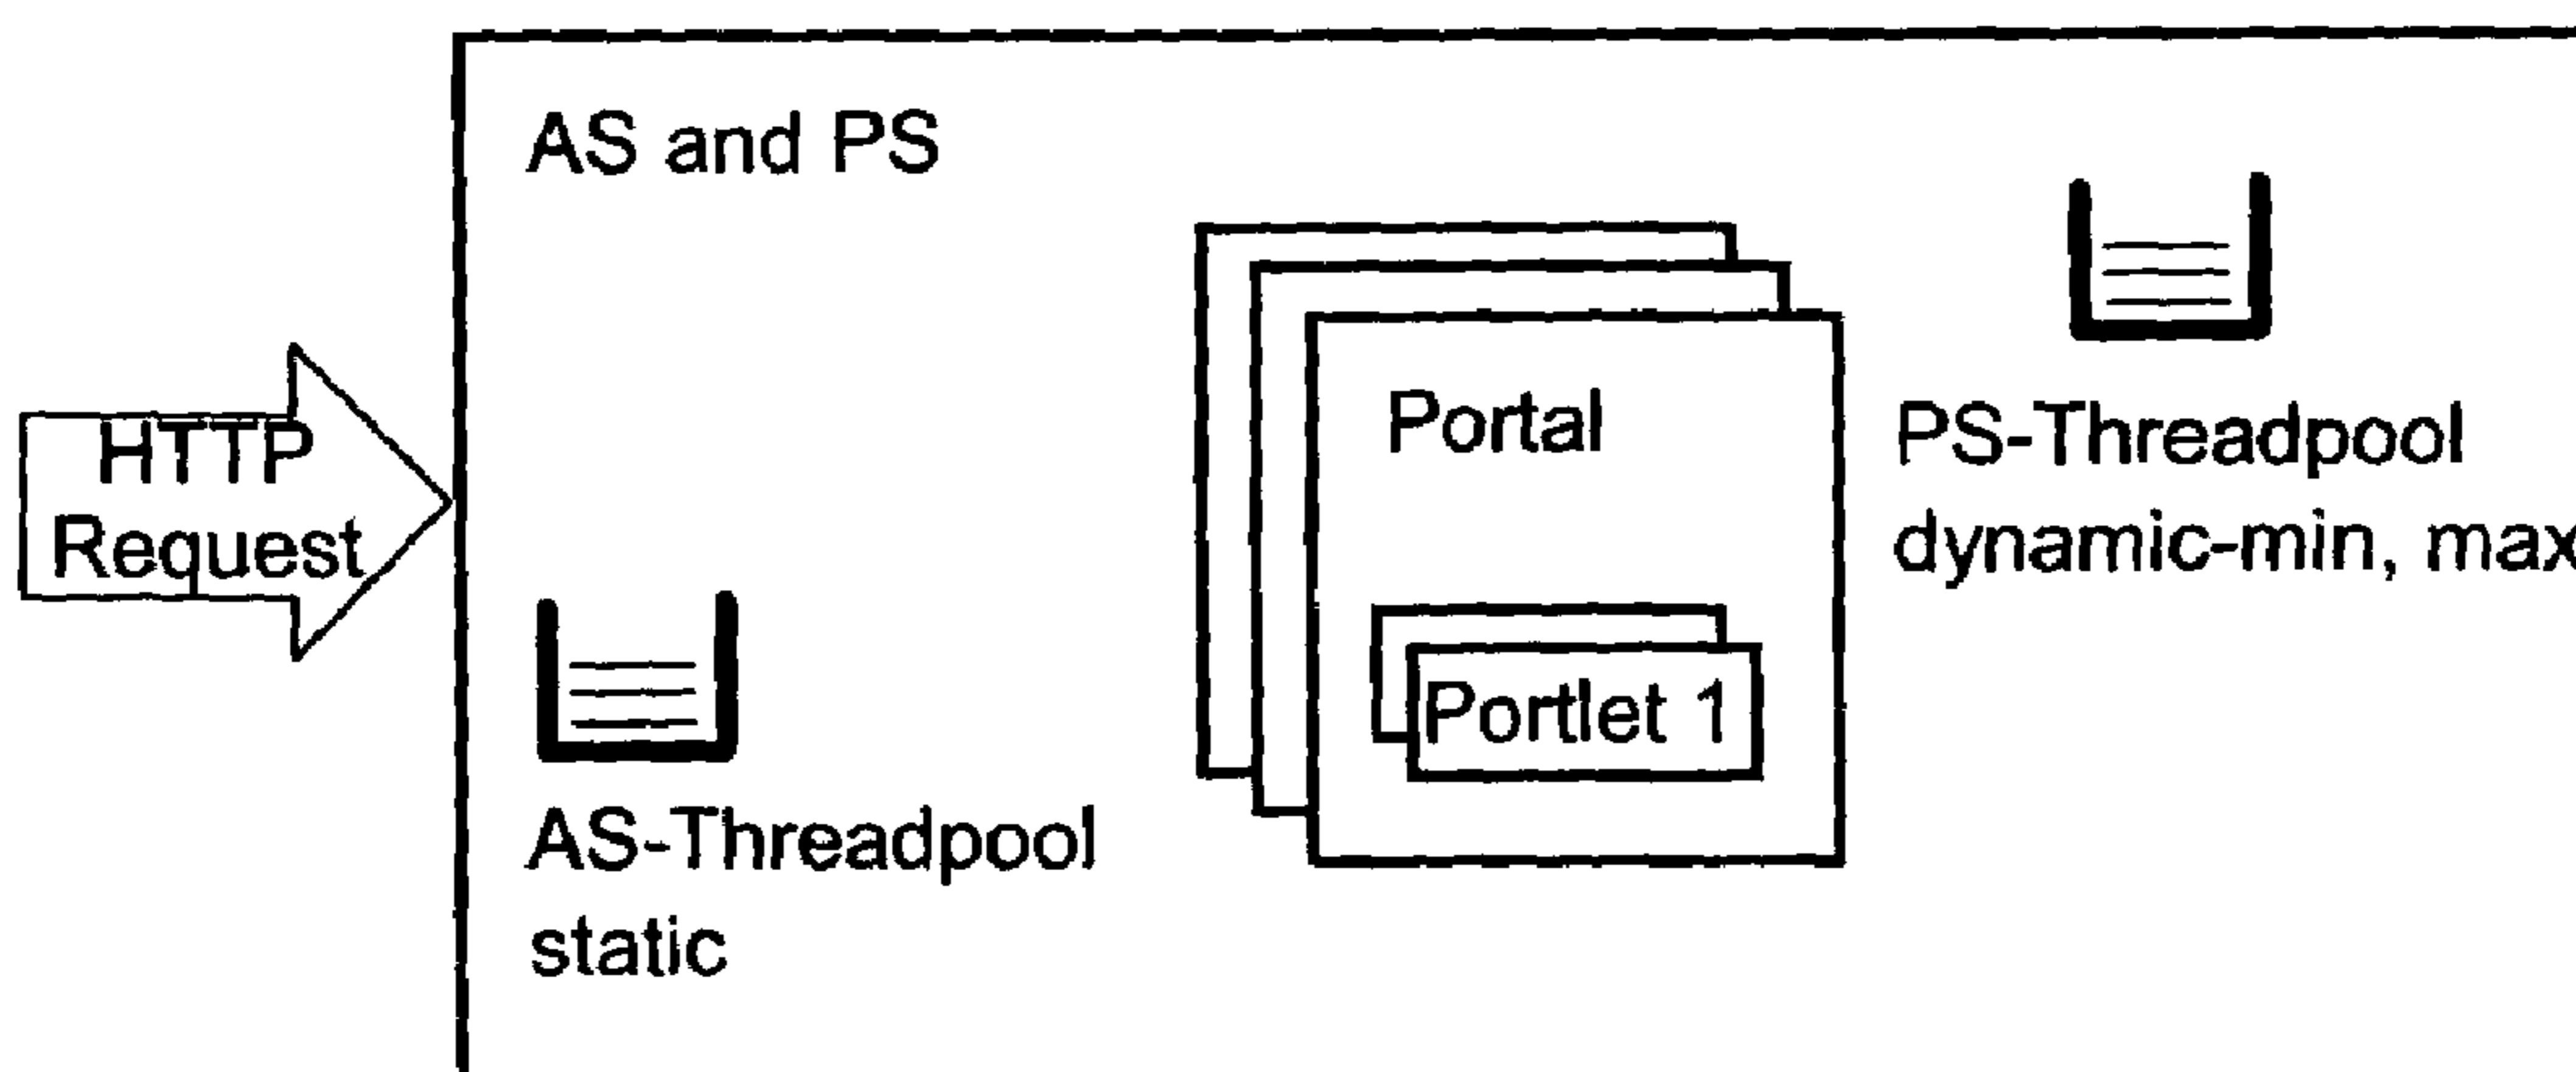 AS and PS
HTTP
Request
Portal
Portlet 1
PS-Threadpool
dynamic-min, max
AS-Threadpool
static